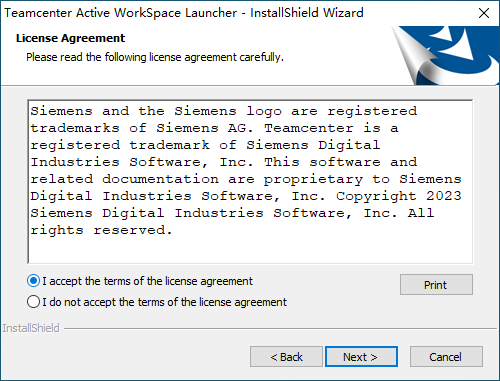 Teamcenter Active WorkSpace Launcher - InstallShield Wizard
License Agreement
Please read the following license agreement carefully.
Siemens and the Siemens logo are registered
trademarks of Siemens AG. Teamcenter is a
registered trademark of Siemens Digital
Industries Software, Inc. This software and
related documentation are proprietary to Siemens
Digital Industries Software, Inc. Copyright 2023
Siemens Digital Industries Software, Inc. All
rights reserved.
I accept the terms of the license agreement
Print
I do not accept the terms of the license agreement
InstallShield
< Back
Next >
Cancel